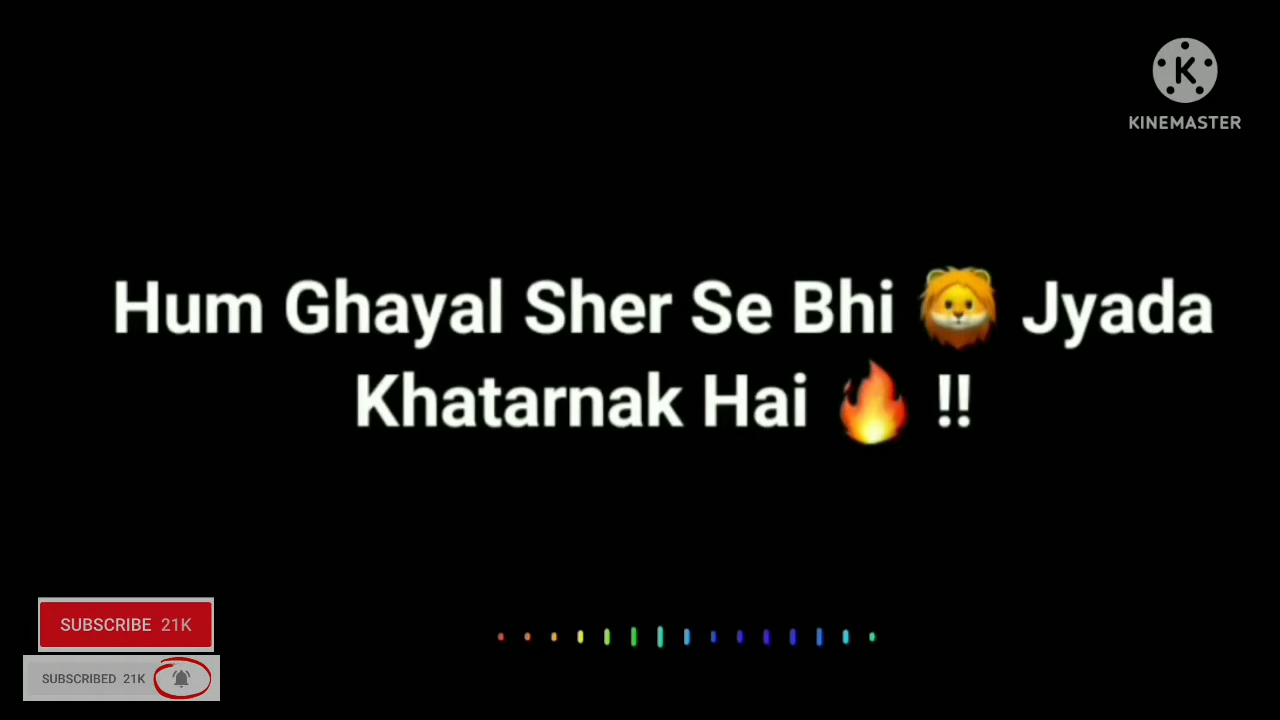 K
KINEMASTER
Hum Ghayal Sher Se Bhi 🦁 Jyada
Khatarnak Hai 🔥 !!
SUBSCRIBE 21K
SUBSCRIBED 21K